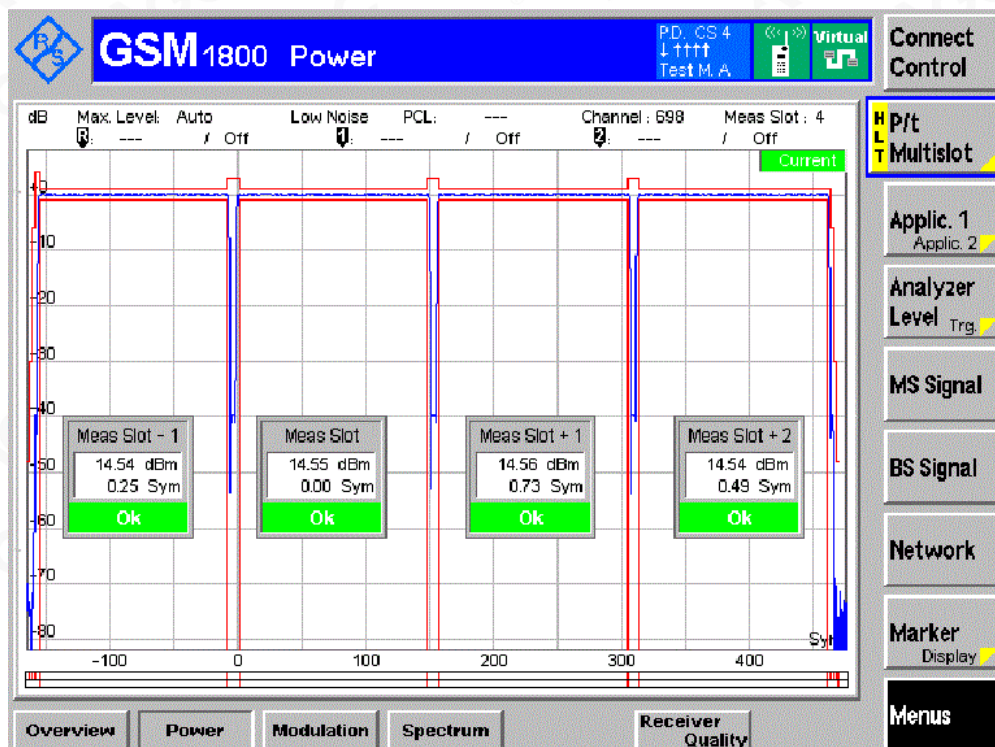 R/S
GSM 1800 Power
PD. CS 4
↓ ↑↑↑↑
Test M. A
Virtual
Connect
Control
dB Max. Level: Auto Low Noise PCL: --- Channel : 698 Meas Slot : 4
R: --- / Off 1: --- / Off 2: --- / Off
Current
H
L
T
P/t
Multislot
Applic. 1
Applic. 2
Analyzer
Level Trg.
MS Signal
BS Signal
Network
Marker
Display
Menus
+0
-10
-20
-30
-40
-50
-60
-70
-80
Meas Slot - 1
14.54 dBm
0.25 Sym
Ok
Meas Slot
14.55 dBm
0.00 Sym
Ok
Meas Slot + 1
14.56 dBm
0.73 Sym
Ok
Meas Slot + 2
14.54 dBm
0.49 Sym
Ok
-100 0 100 200 300 400
Overview Power Modulation Spectrum Receiver
Quality